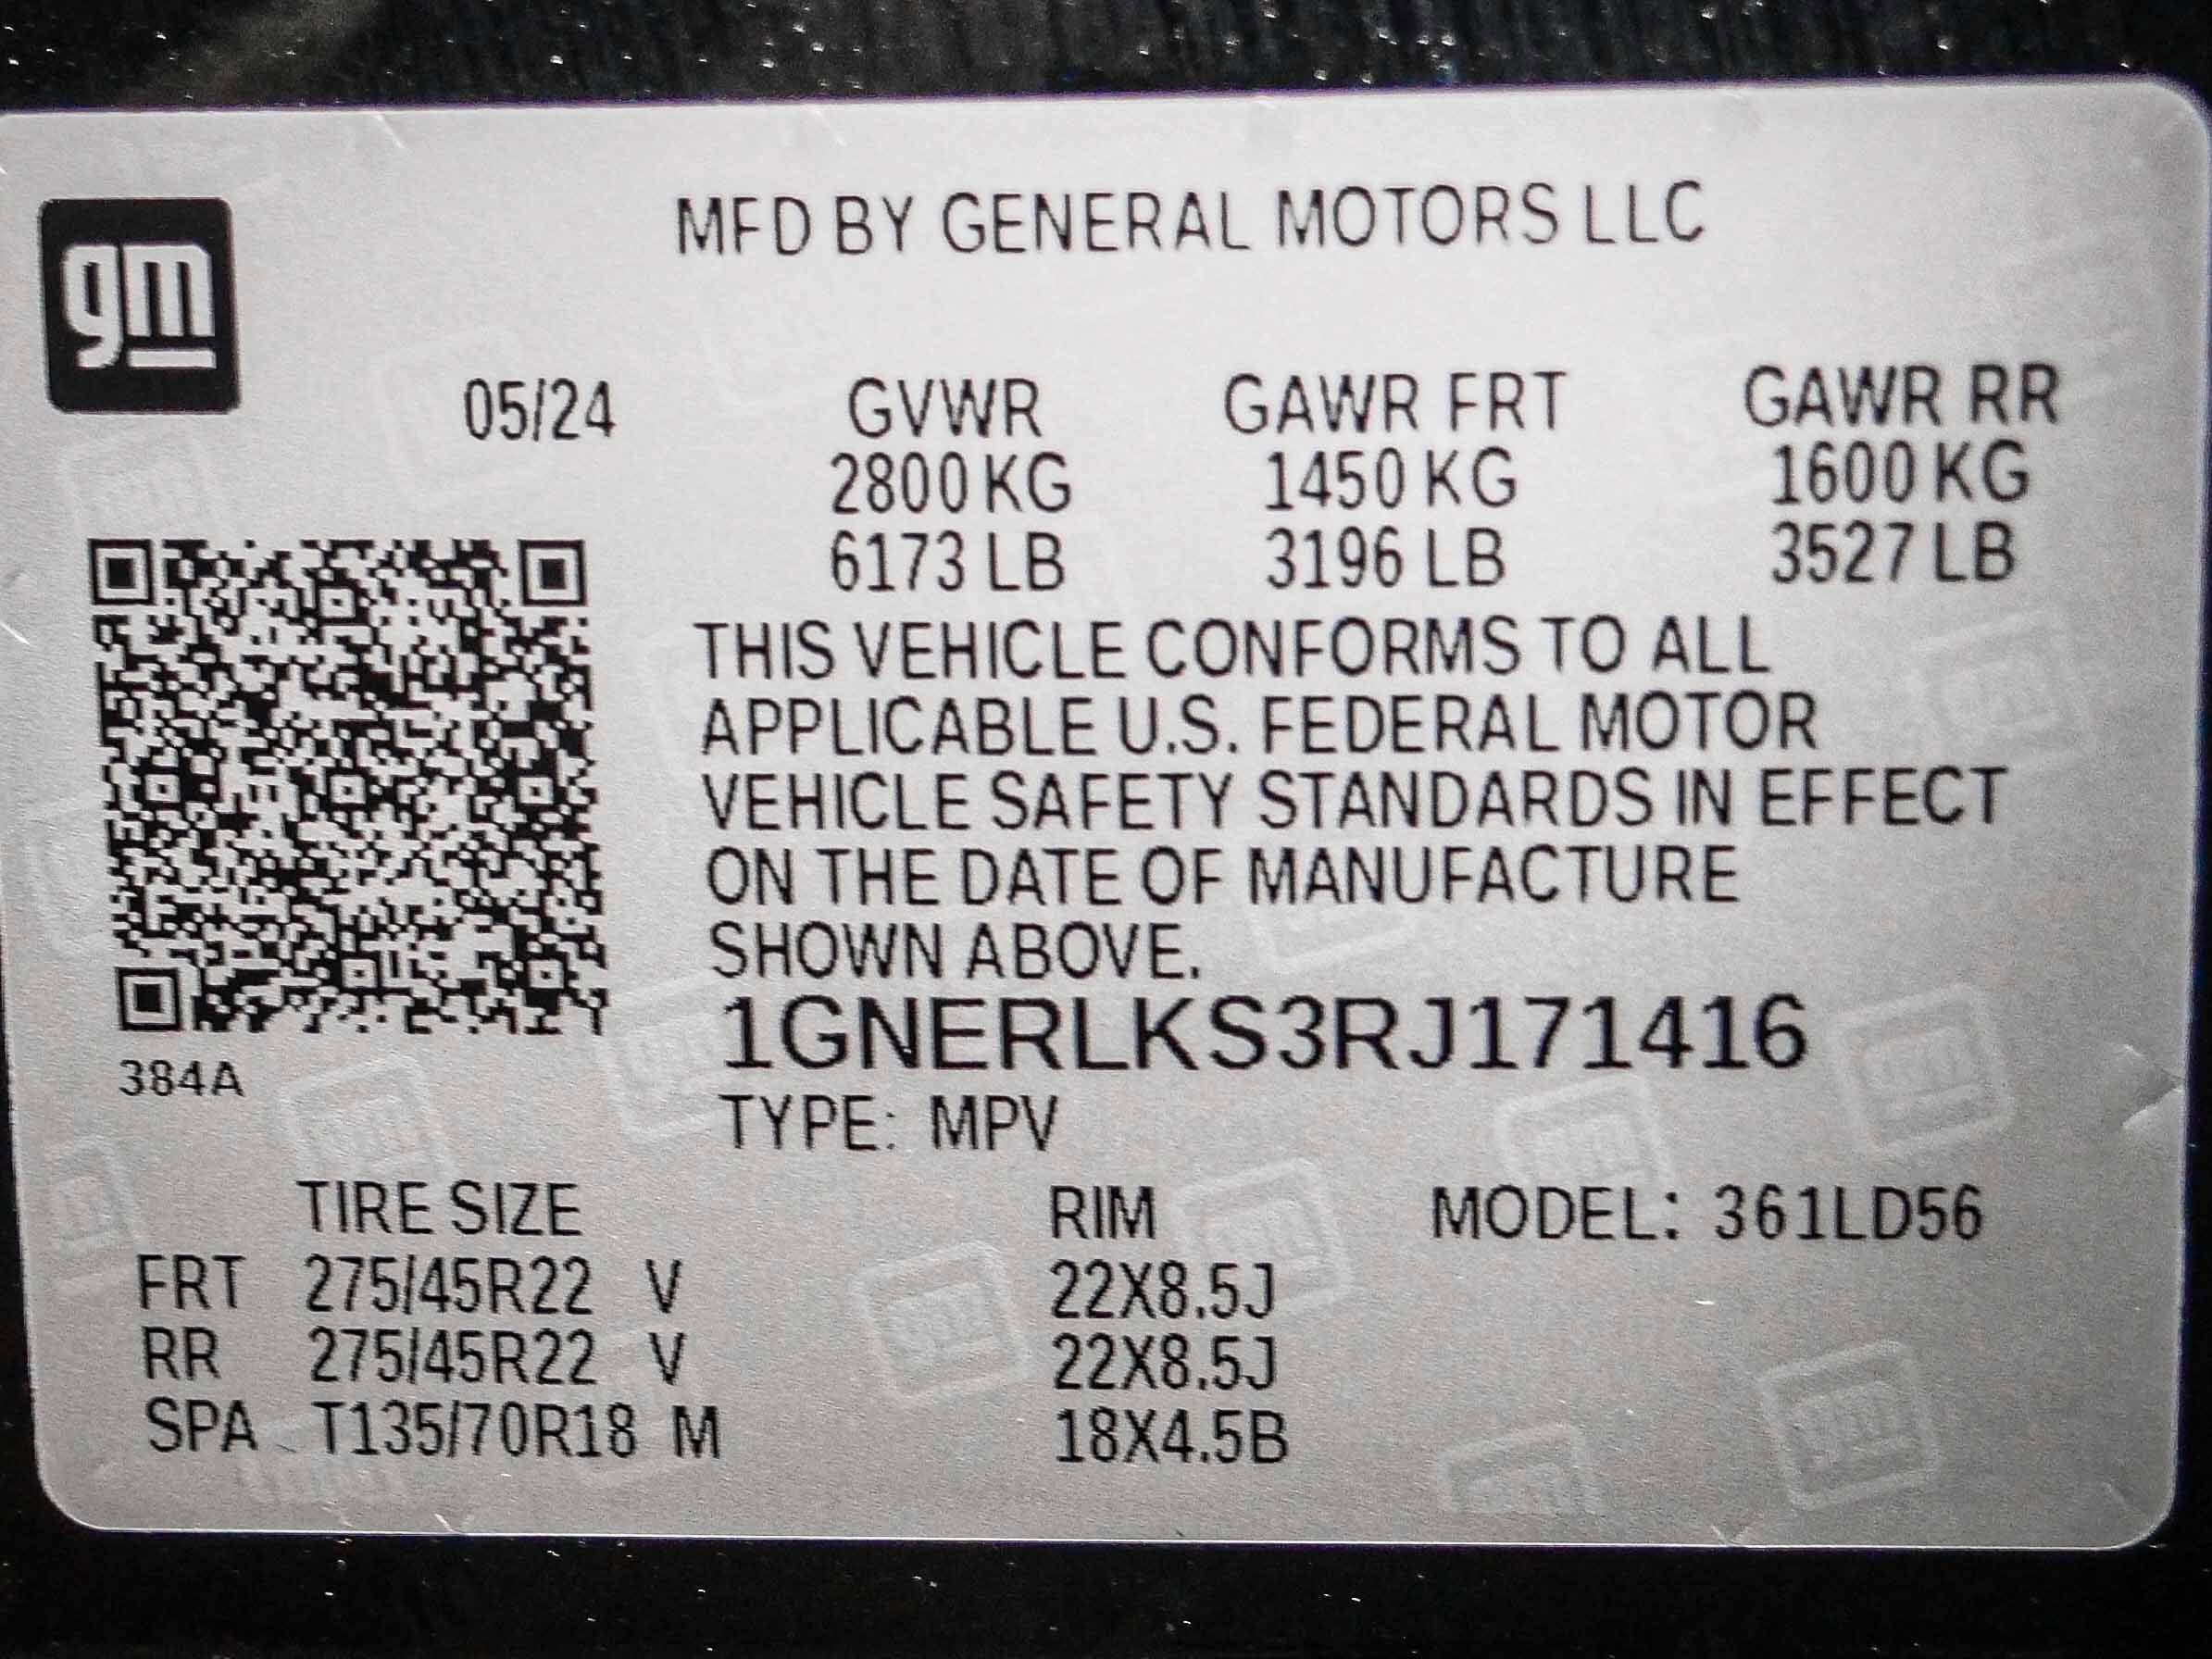 MFD BY GENERAL MOTORS LLC
gm
05/24 GVWR GAWR FRT GAWR RR
2800 KG 1450 KG 1600 KG
6173 LB 3196 LB 3527 LB
THIS VEHICLE CONFORMS TO ALL
APPLICABLE U.S. FEDERAL MOTOR
VEHICLE SAFETY STANDARDS IN EFFECT
ON THE DATE OF MANUFACTURE
SHOWN ABOVE.
1GNERLKS3RJ171416
384A
TYPE: MPV
TIRE SIZE RIM MODEL: 361LD56
FRT 275/45R22 V 22X8.5J
RR 275/45R22 V 22X8.5J
SPA T135/70R18 M 18X4.5B